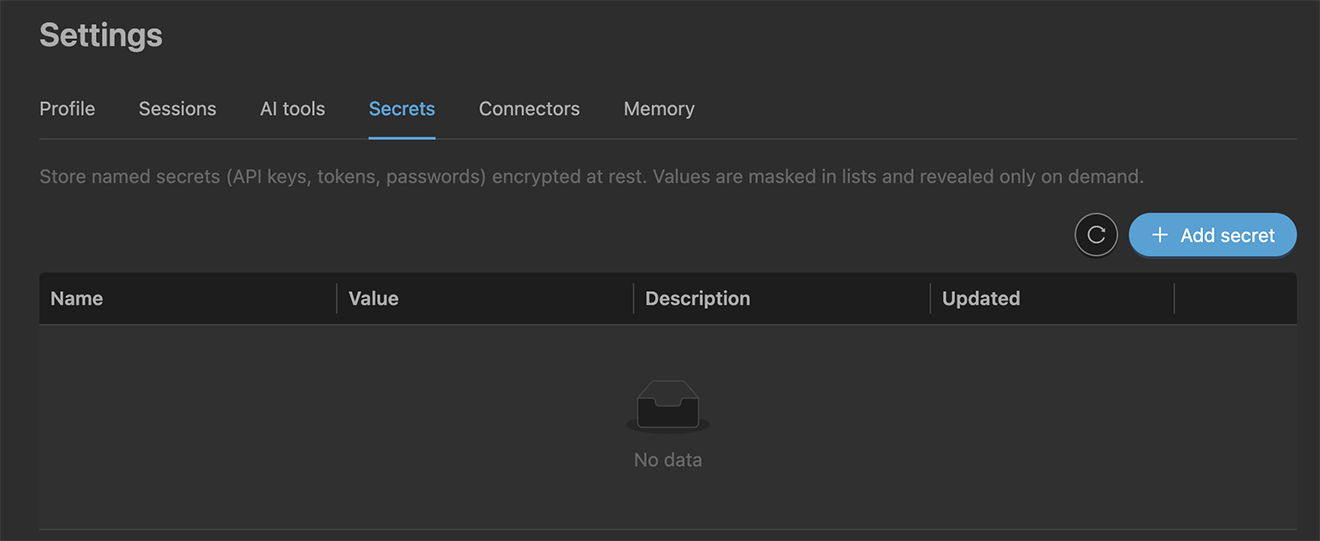 Settings
Profile Sessions AI tools Secrets Connectors Memory
Store named secrets (API keys, tokens, passwords) encrypted at rest. Values are masked in lists and revealed only on demand.
+ Add secret
Name Value Description Updated
No data